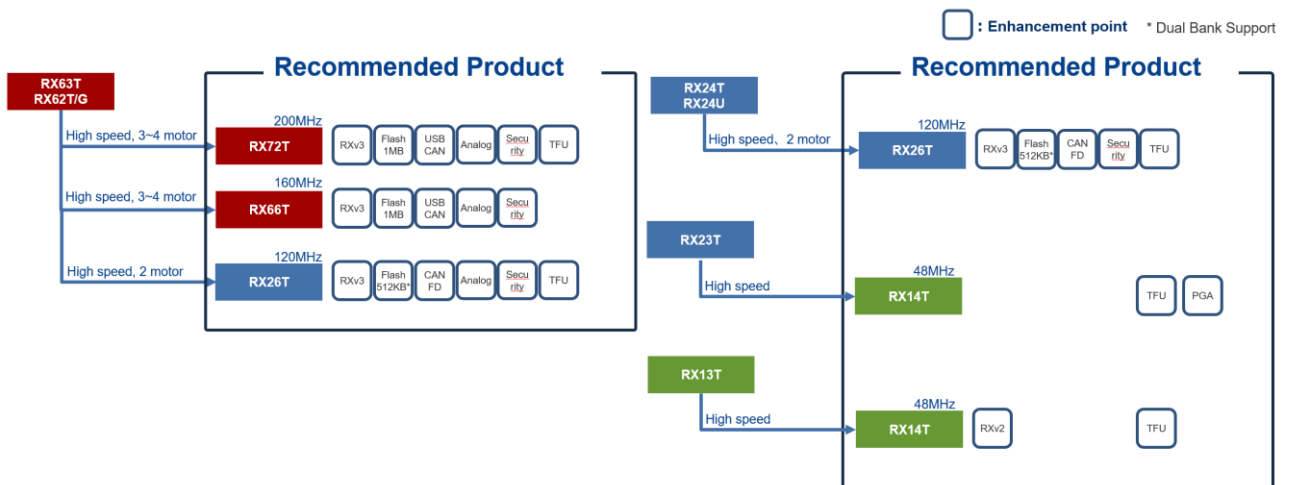 : Enhancement point * Dual Bank Support
Recommended Product
RX63T
RX62T/G
200MHz
High speed, 3~4 motor
RX72T
RXv3
Flash
1MB
USB
CAN
Analog
Secu
rity
TFU
160MHz
High speed, 3~4 motor
RX66T
RXv3
Flash
1MB
USB
CAN
Analog
Secu
rity
120MHz
High speed, 2 motor
RX26T
RXv3
Flash
512KB*
CAN
FD
Analog
Secu
rity
TFU
Recommended Product
RX24T
RX24U
120MHz
High speed、2 motor
RX26T
RXv3
Flash
512KB*
CAN
FD
Secu
rity
TFU
RX23T
48MHz
High speed
RX14T
TFU
PGA
RX13T
48MHz
High speed
RX14T
RXv2
TFU